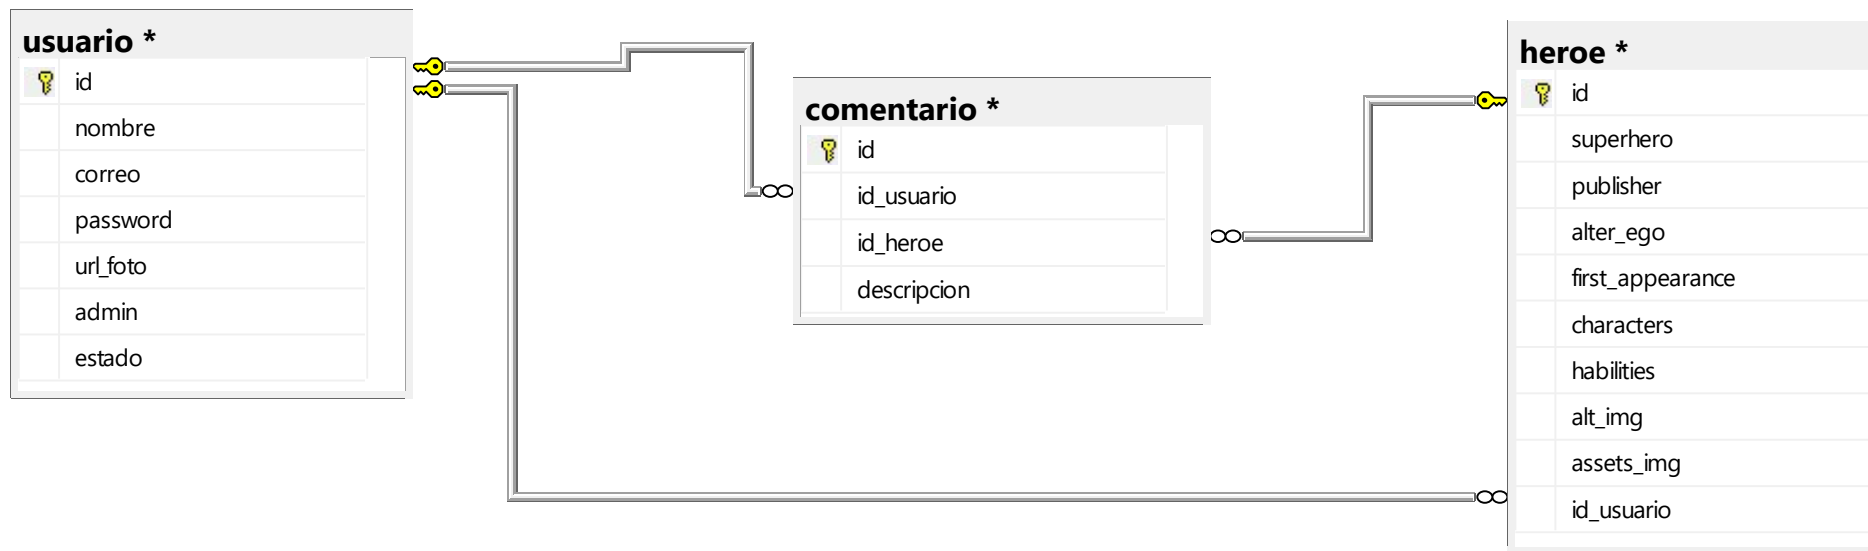 usuario *
id
nombre
correo
password
url_foto
admin
estado
comentario *
id
id_usuario
id_heroe
descripcion
heroe *
id
superhero
publisher
alter_ego
first_appearance
characters
habilities
alt_img
assets_img
id_usuario